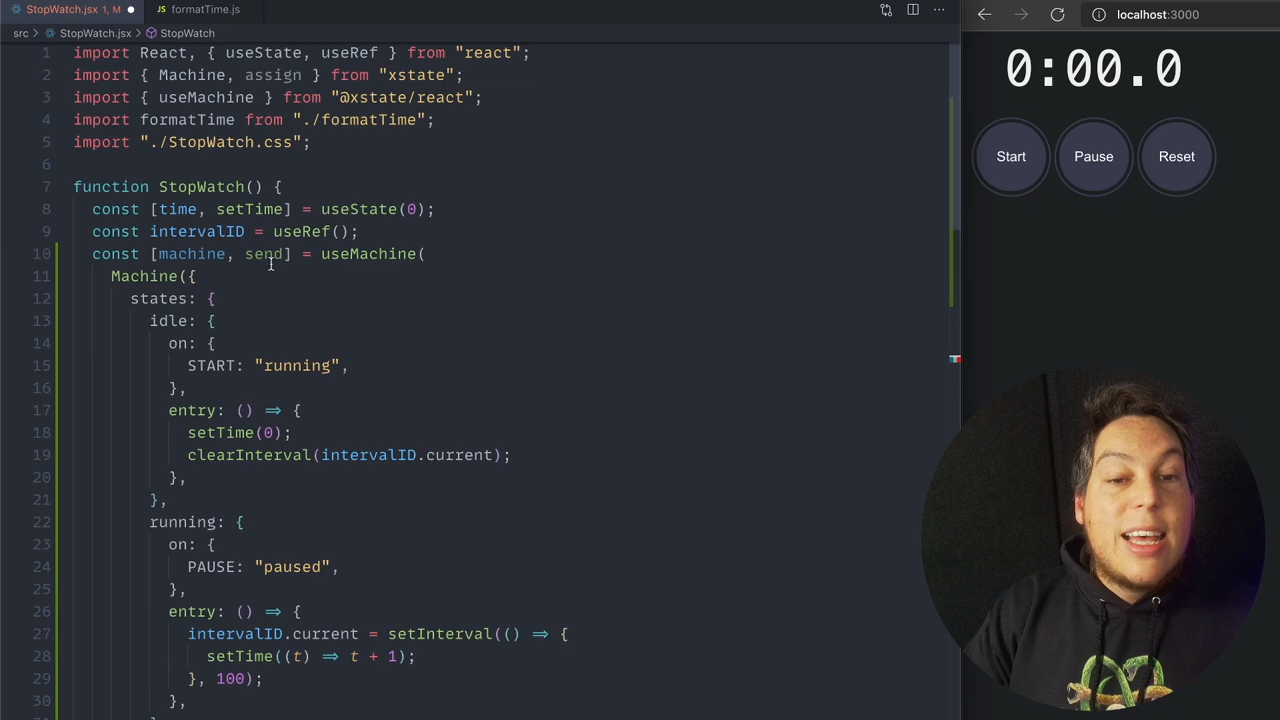 StopWatch.jsx 1, M
formatTime.js
src > StopWatch.jsx > StopWatch
localhost:3000
1 import React, { useState, useRef } from "react";
2 import { Machine, assign } from "xstate";
3 import { useMachine } from "@xstate/react";
4 import formatTime from "./formatTime";
5 import "./StopWatch.css";
6
7 function StopWatch() {
8 const [time, setTime] = useState(0);
9 const intervalID = useRef();
10 const [machine, send] = useMachine(
11 Machine({
12 states: {
13 idle: {
14 on: {
15 START: "running",
16 },
17 entry: () => {
18 setTime(0);
19 clearInterval(intervalID.current);
20 },
21 },
22 running: {
23 on: {
24 PAUSE: "paused",
25 },
26 entry: () => {
27 intervalID.current = setInterval(() => {
28 setTime((t) => t + 1);
29 }, 100);
30 },
0:00.0
Start
Pause
Reset